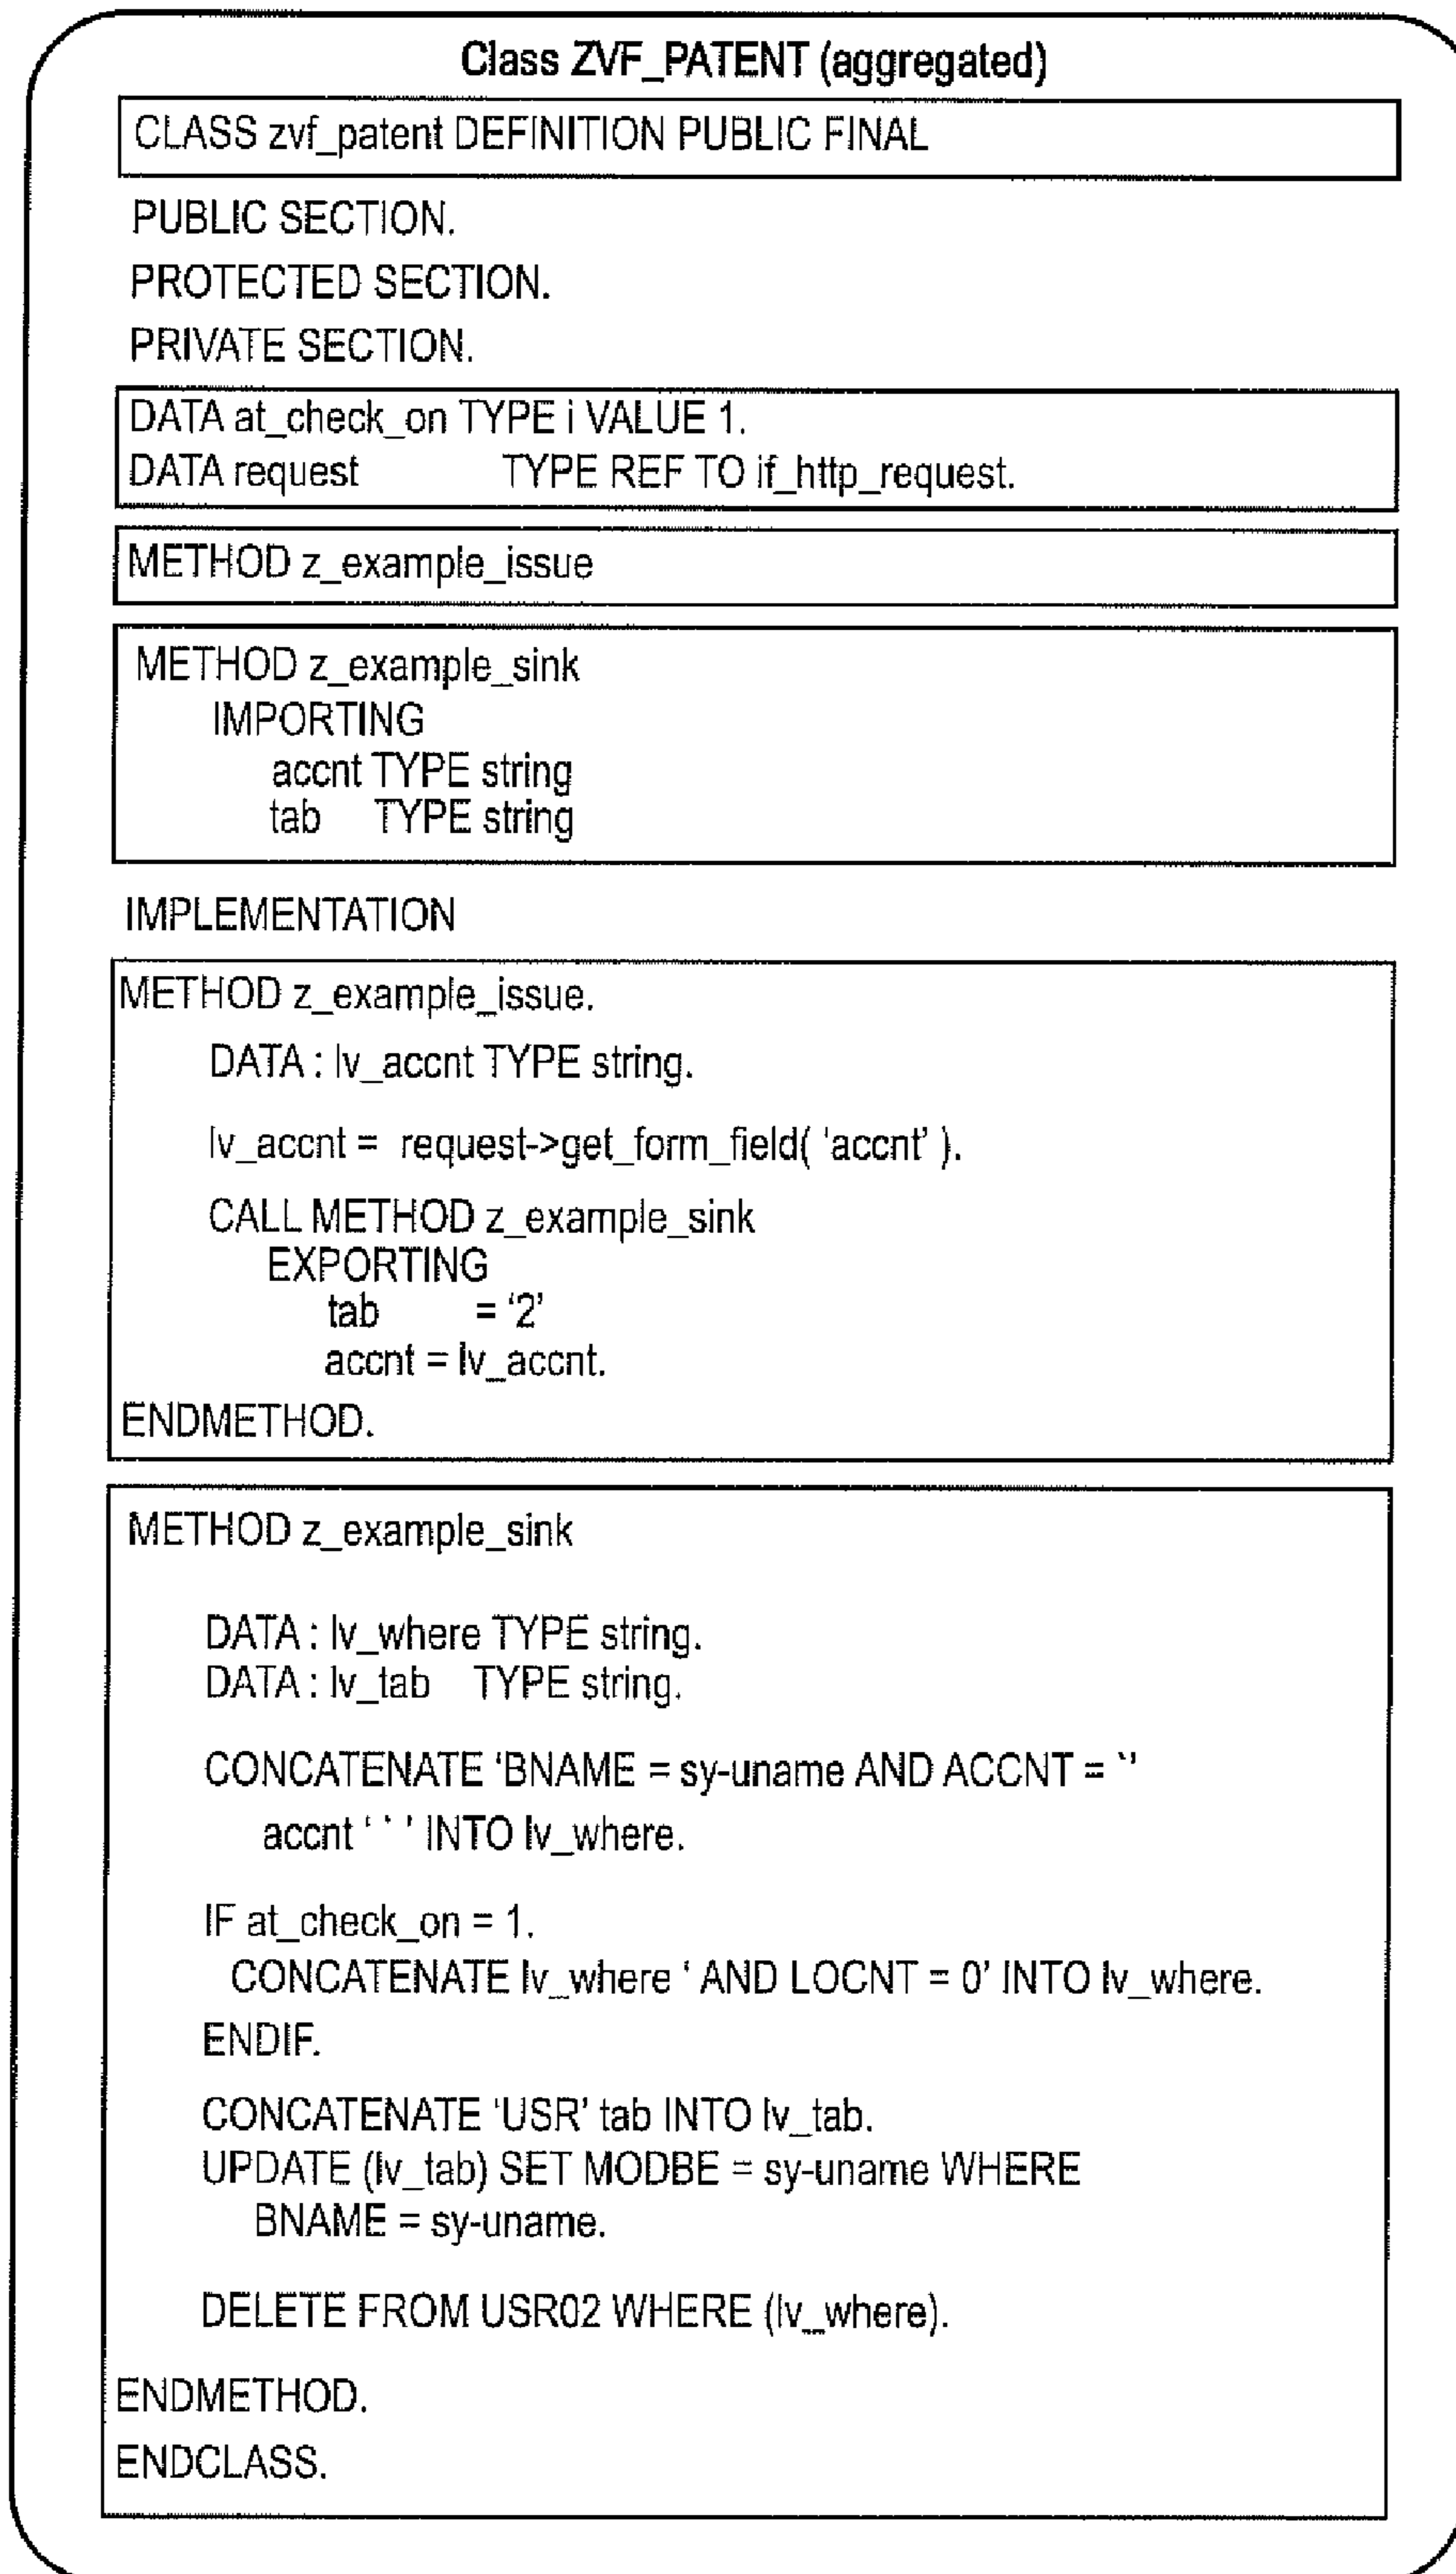 Class ZVF_PATENT (aggregated)
CLASS zvf_patent DEFINITION PUBLIC FINAL
PUBLIC SECTION.
PROTECTED SECTION.
PRIVATE SECTION.
DATA at_check_on TYPE i VALUE 1.
DATA request TYPE REF TO if_http_request.
METHOD z_example_issue
METHOD z_example_sink
IMPORTING
accnt TYPE string
tab TYPE string
IMPLEMENTATION
METHOD z_example_issue.
DATA : lv_accnt TYPE string.
lv_accnt = request->get_form_field( 'accnt' ).
CALL METHOD z_example_sink
EXPORTING
tab = ‘2’
accnt = lv_accnt.
ENDMETHOD.
METHOD z_example_sink
DATA : lv_where TYPE string.
DATA : lv_tab TYPE string.
CONCATENATE ‘BNAME = sy-uname AND ACCNT = `’
accnt ‘ ` ’ INTO lv_where.
IF at_check_on = 1.
CONCATENATE lv_where ‘ AND LOCNT = 0’ INTO lv_where.
ENDIF.
CONCATENATE ‘USR’ tab INTO lv_tab.
UPDATE (lv_tab) SET MODBE = sy-uname WHERE
BNAME = sy-uname.
DELETE FROM USR02 WHERE (lv_where).
ENDMETHOD.
ENDCLASS.